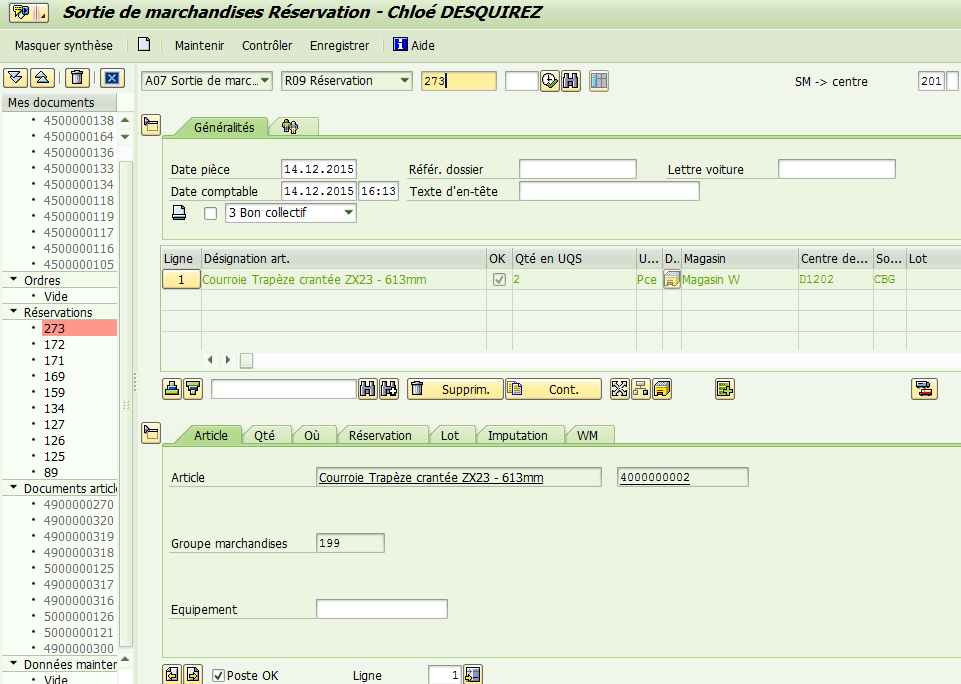 Sortie de marchandises Réservation - Chloé DESQUIREZ
Masquer synthèse Maintenir Contrôler Enregistrer Aide
A07 Sortie de marc... R09 Réservation 273 SM -> centre 201
Mes documents
4500000138
4500000164
4500000136
4500000133
4500000134
4500000118
4500000119
4500000117
4500000116
4500000105
Ordres
Vide
Réservations
273
172
171
169
159
134
127
126
125
89
Documents articl
4900000270
4900000320
4900000319
4900000318
5000000125
4900000317
4900000316
5000000126
5000000121
4900000300
Données mainter
Vide
Généralités
Date pièce 14.12.2015 Référ. dossier Lettre voiture
Date comptable 14.12.2015 16:13 Texte d'en-tête
3 Bon collectif
Ligne Désignation art. OK Qté en UQS U... D.. Magasin Centre de... So... Lot
1 Courroie Trapèze crantée ZX23 - 613mm 2 Pce Magasin W D1202 CBG
Supprim. Cont.
Article Qté Où Réservation Lot Imputation WM
Article Courroie Trapèze crantée ZX23 - 613mm 4000000002
Groupe marchandises 199
Equipement
Poste OK Ligne 1